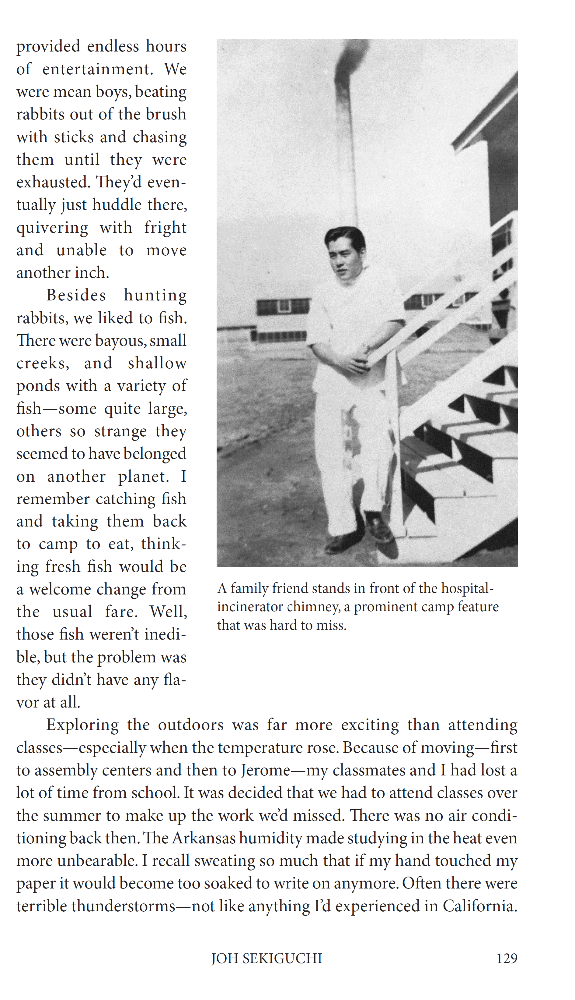 provided endless hours
of entertainment. We
were mean boys, beating
rabbits out of the brush
with sticks and chasing
them until they were
exhausted. They’d even-
tually just huddle there,
quivering with fright
and unable to move
another inch.
Besides hunting
rabbits, we liked to fish.
There were bayous, small
creeks, and shallow
ponds with a variety of
fish—some quite large,
others so strange they
seemed to have belonged
on another planet. I
remember catching fish
and taking them back
to camp to eat, think-
ing fresh fish would be
a welcome change from
the usual fare. Well,
those fish weren’t inedi-
ble, but the problem was
they didn’t have any fla-
vor at all.
A family friend stands in front of the hospital-
incinerator chimney, a prominent camp feature
that was hard to miss.
Exploring the outdoors was far more exciting than attending
classes—especially when the temperature rose. Because of moving—first
to assembly centers and then to Jerome—my classmates and I had lost a
lot of time from school. It was decided that we had to attend classes over
the summer to make up the work we’d missed. There was no air condi-
tioning back then. The Arkansas humidity made studying in the heat even
more unbearable. I recall sweating so much that if my hand touched my
paper it would become too soaked to write on anymore. Often there were
terrible thunderstorms—not like anything I’d experienced in California.
JOH SEKIGUCHI 129